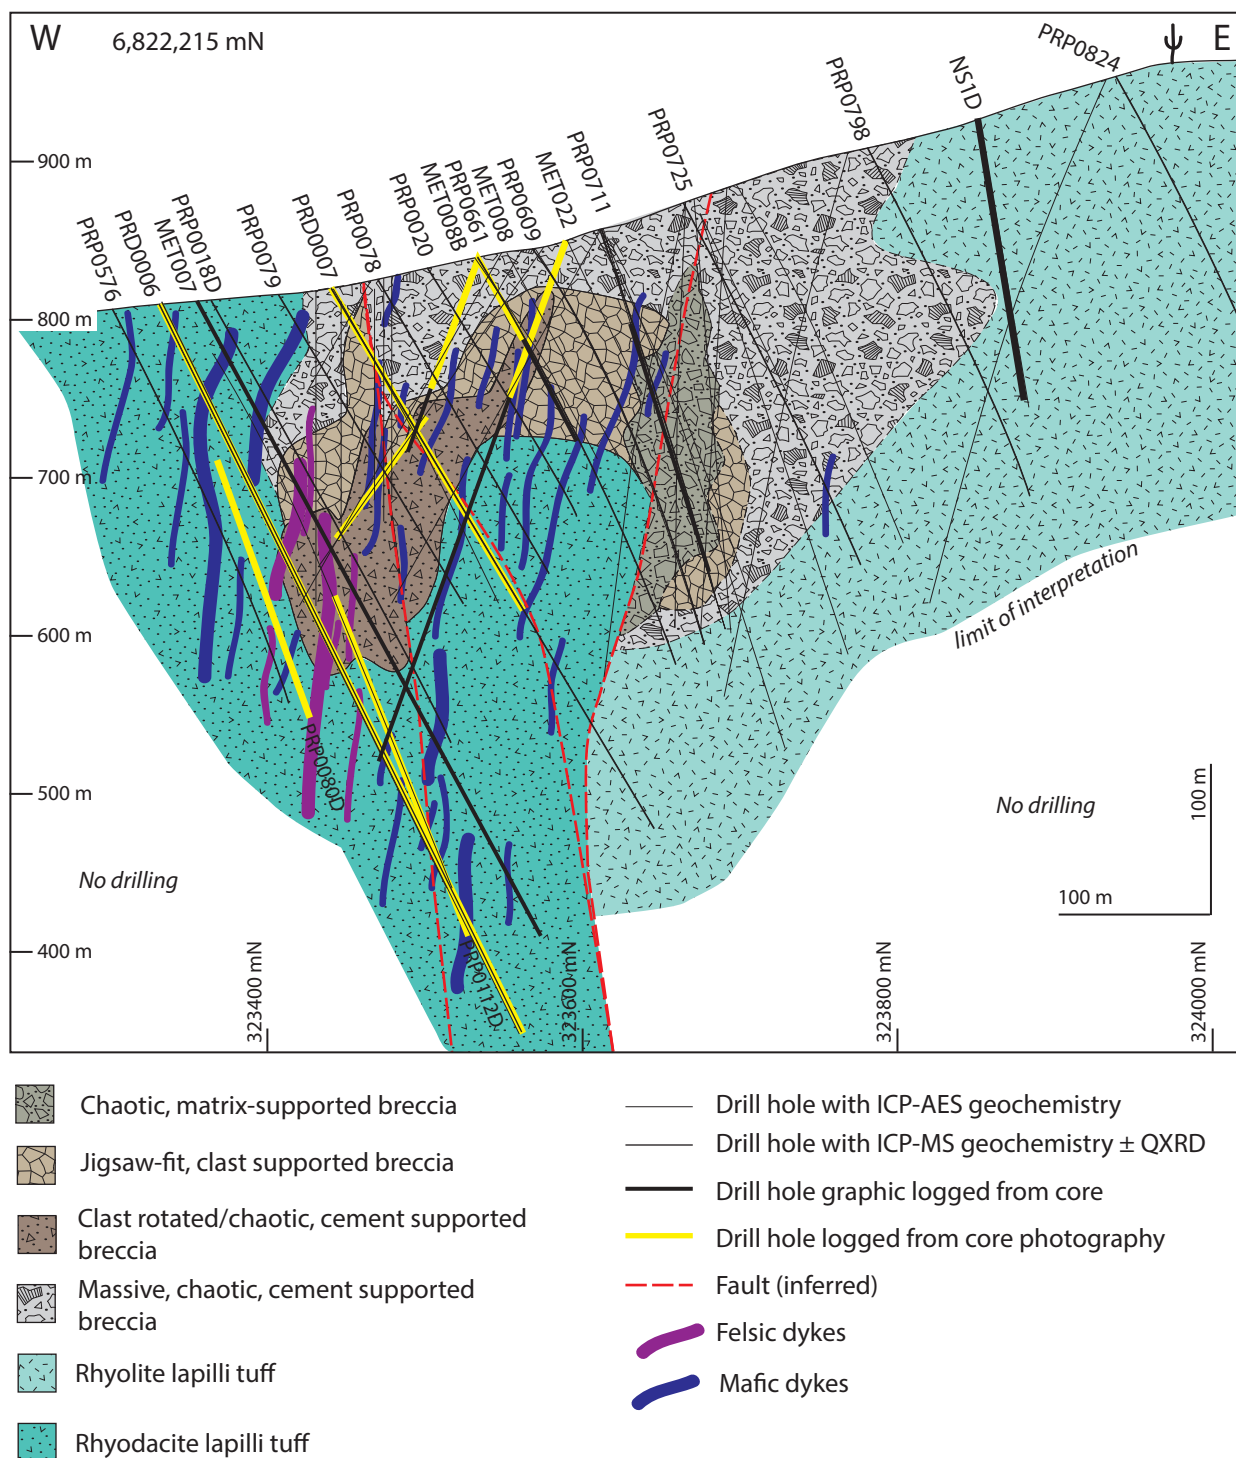 W 6,822,215 mN ψ E
PRP0576
PRD0006
MET007
PRP0018D
PRP0079
PRD0007
PRP0078
PRP0020
MET008B
PRP0661
MET008
PRP0609
MET022
PRP0711
PRP0725
PRP0798
NS1D
PRP0824
900 m
800 m
700 m
600 m
500 m
400 m
limit of interpretation
PRP0080D
PRP0112D
No drilling
No drilling
100 m
100 m
323400 mN
323600 mN
323800 mN
324000 mN
Chaotic, matrix-supported breccia
Jigsaw-fit, clast supported breccia
Clast rotated/chaotic, cement supported
breccia
Massive, chaotic, cement supported
breccia
Rhyolite lapilli tuff
Rhyodacite lapilli tuff
Drill hole with ICP-AES geochemistry
Drill hole with ICP-MS geochemistry ± QXRD
Drill hole graphic logged from core
Drill hole logged from core photography
Fault (inferred)
Felsic dykes
Mafic dykes